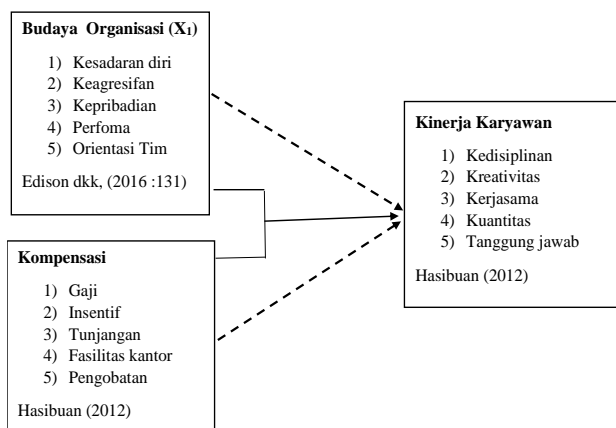 Budaya Organisasi (X₁)
1) Kesadaran diri
2) Keagresifan
3) Kepribadian
4) Perfoma
5) Orientasi Tim
Edison dkk, (2016 :131)
Kompensasi
1) Gaji
2) Insentif
3) Tunjangan
4) Fasilitas kantor
5) Pengobatan
Hasibuan (2012)
Kinerja Karyawan
1) Kedisiplinan
2) Kreativitas
3) Kerjasama
4) Kuantitas
5) Tanggung jawab
Hasibuan (2012)